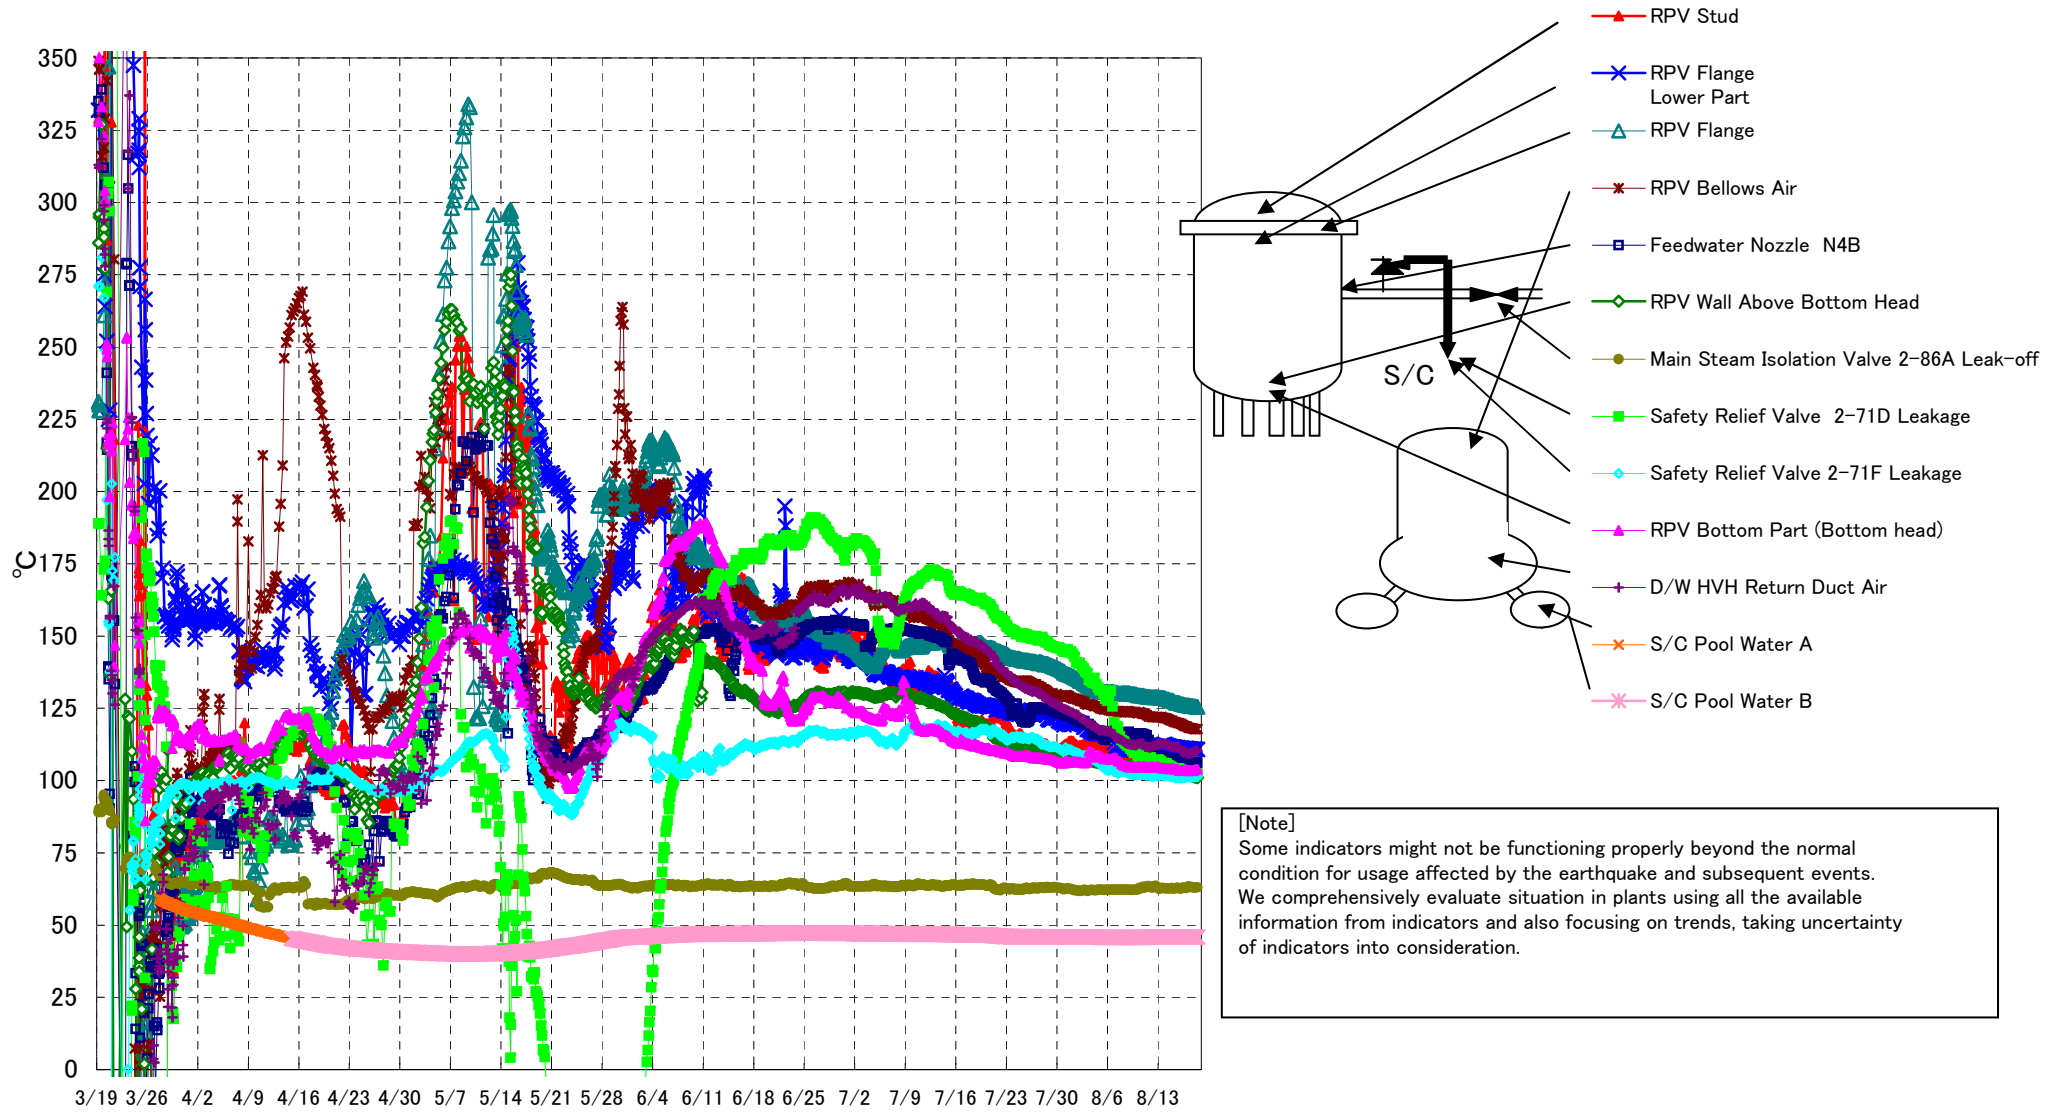 350
325
300
275
250
225
200
175
150
125
100
75
50
25
0
℃
3/19 3/26 4/2 4/9 4/16 4/23 4/30 5/7 5/14 5/21 5/28 6/4 6/11 6/18 6/25 7/2 7/9 7/16 7/23 7/30 8/6 8/13
RPV Stud
RPV Flange
Lower Part
RPV Flange
RPV Bellows Air
Feedwater Nozzle N4B
RPV Wall Above Bottom Head
Main Steam Isolation Valve 2-86A Leak-off
Safety Relief Valve 2-71D Leakage
Safety Relief Valve 2-71F Leakage
RPV Bottom Part (Bottom head)
D/W HVH Return Duct Air
S/C Pool Water A
S/C Pool Water B
S/C
[Note]
Some indicators might not be functioning properly beyond the normal
condition for usage affected by the earthquake and subsequent events.
We comprehensively evaluate situation in plants using all the available
information from indicators and also focusing on trends, taking uncertainty
of indicators into consideration.